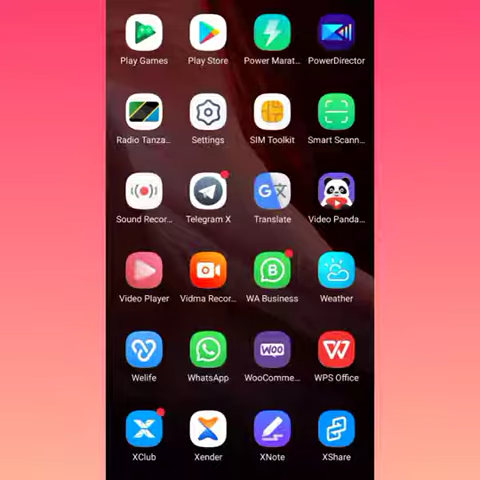 Play Games Play Store Power Marat... PowerDirector
Radio Tanza... Settings SIM Toolkit Smart Scann...
Sound Recor... Telegram X Translate Video Panda...
Video Player Vidma Recor... WA Business Weather
Welife WhatsApp WooComme... WPS Office
XClub Xender XNote XShare